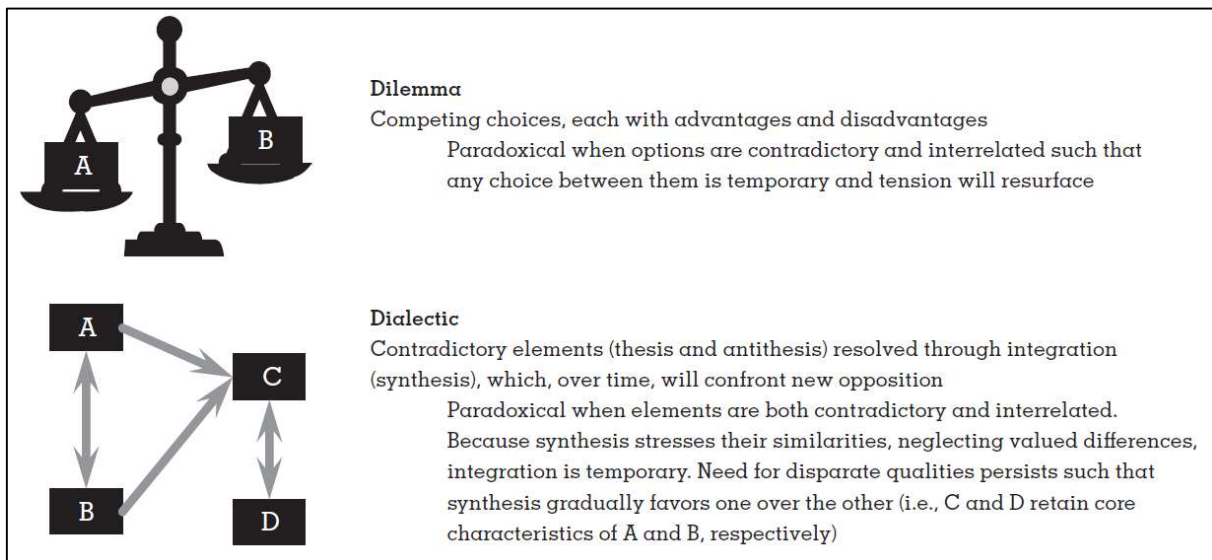 A
B
Dilemma
Competing choices, each with advantages and disadvantages
Paradoxical when options are contradictory and interrelated such that
any choice between them is temporary and tension will resurface
A
B
C
D
Dialectic
Contradictory elements (thesis and antithesis) resolved through integration
(synthesis), which, over time, will confront new opposition
Paradoxical when elements are both contradictory and interrelated.
Because synthesis stresses their similarities, neglecting valued differences,
integration is temporary. Need for disparate qualities persists such that
synthesis gradually favors one over the other (i.e., C and D retain core
characteristics of A and B, respectively)